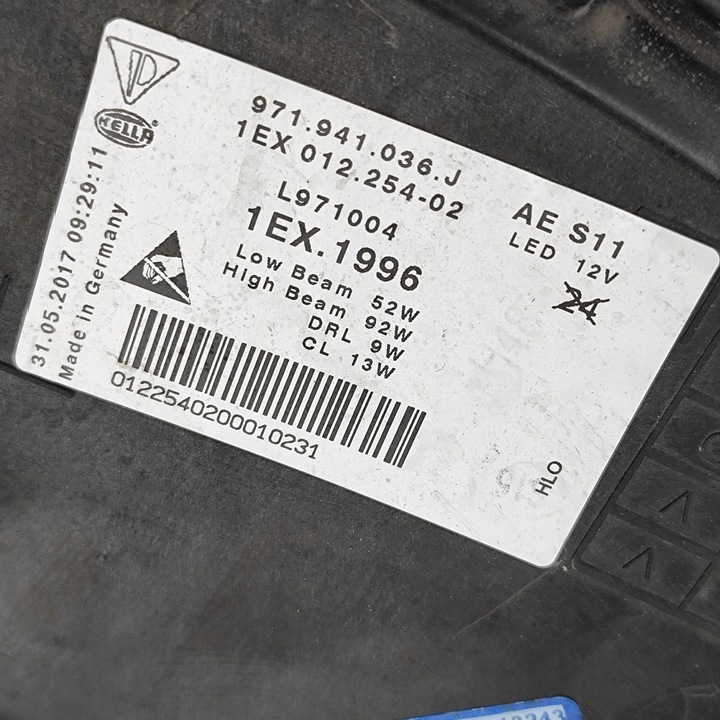 HELLA
971.941.036.J
1EX 012.254-02
L971004
1EX.1996
Low Beam 52W
High Beam 92W
DRL 9W
CL 13W
AE S11
LED 12V
24
31.05.2017 09:29:11
Made in Germany
0122540200010231
HLO